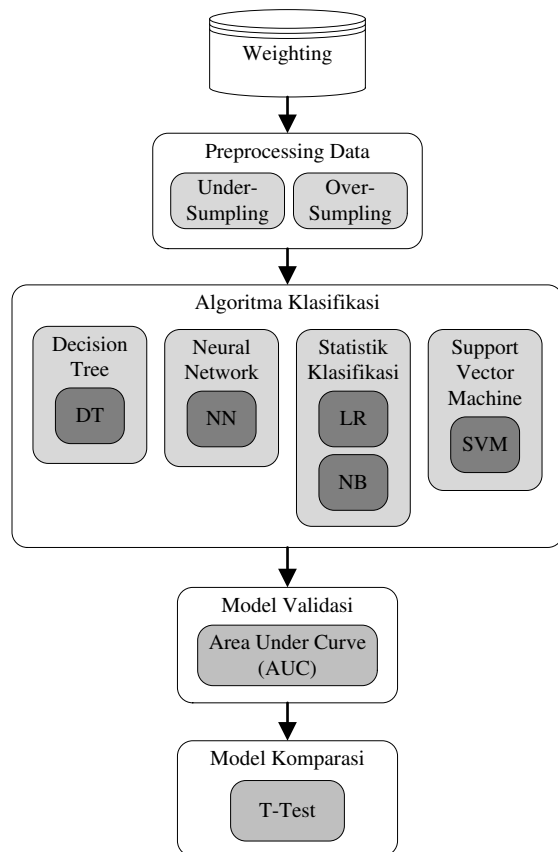 Weighting
Preprocessing Data
Under-
Sumpling
Over-
Sumpling
Algoritma Klasifikasi
Decision
Tree
DT
Neural
Network
NN
Statistik
Klasifikasi
LR
NB
Support
Vector
Machine
SVM
Model Validasi
Area Under Curve
(AUC)
Model Komparasi
T-Test